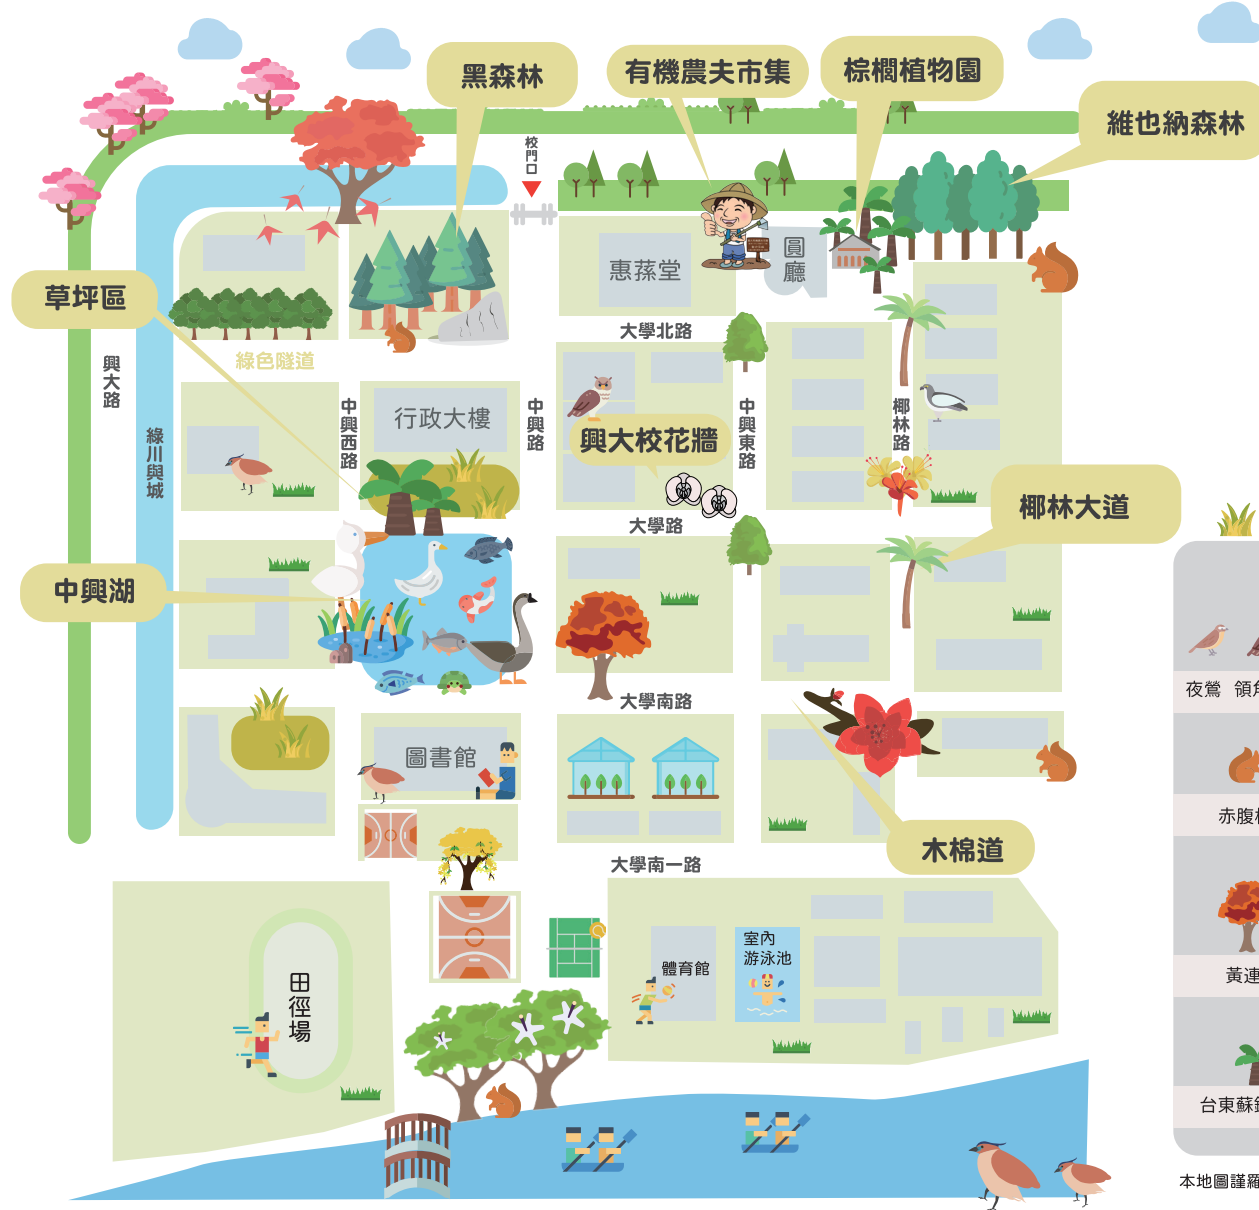 黑森林
有機農夫市集
棕櫚植物園
維也納森林
校門口
惠蓀堂
圓廳
草坪區
大學北路
綠色隧道
興大路
綠川與城
中興西路
行政大樓
中興路
興大校花牆
中興東路
椰林路
大學路
椰林大道
中興湖
大學南路
圖書館
木棉道
大學南一路
田徑場
體育館
室內
游泳池
夜鶯
赤腹
台東蘇
本地圖謹